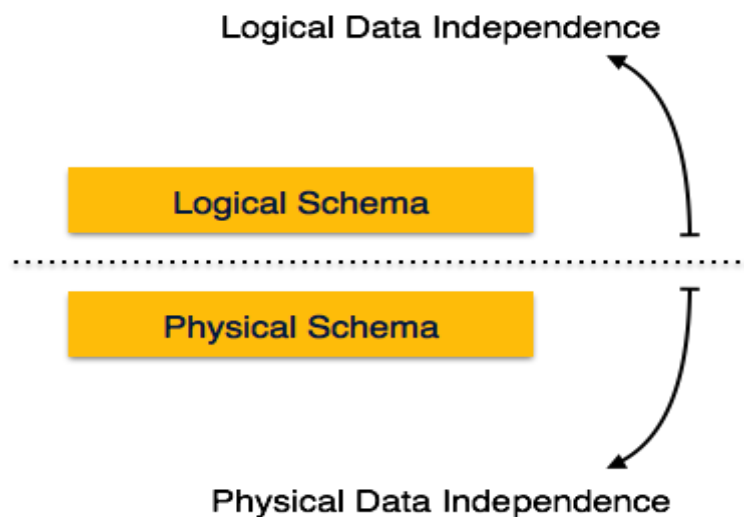 Logical Data Independence
Logical Schema
Physical Schema
Physical Data Independence